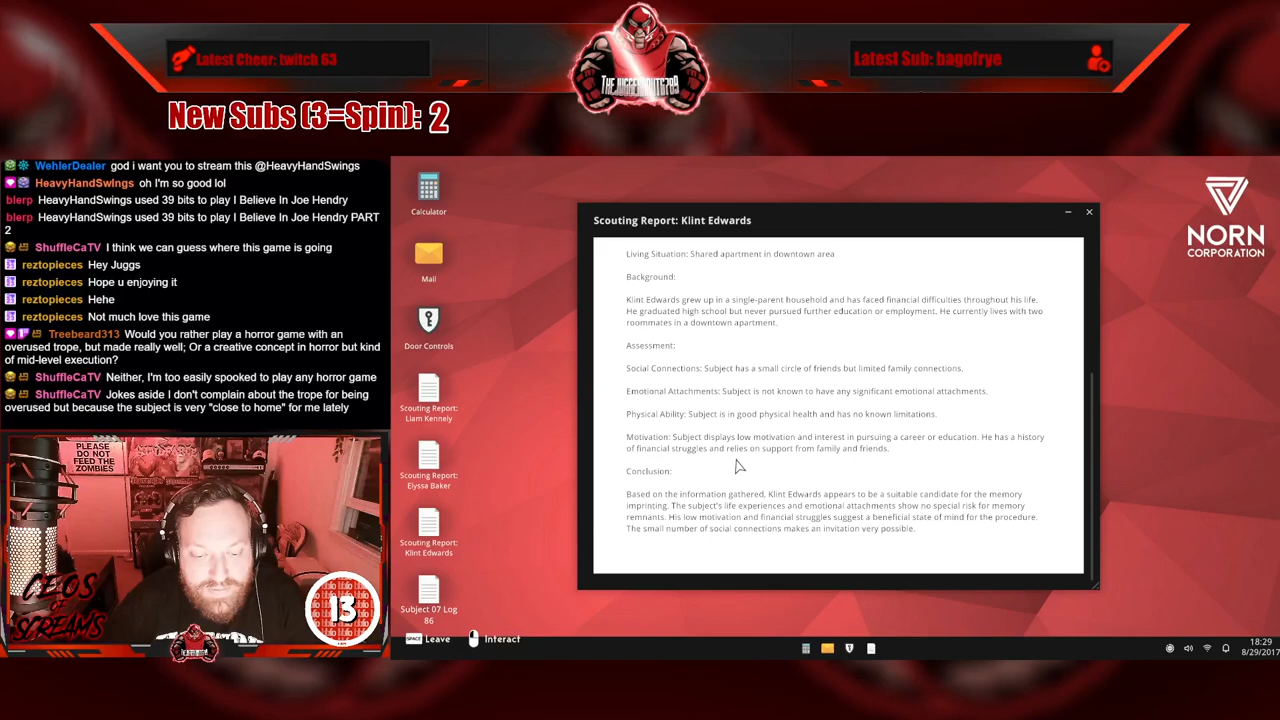 Latest Cheer: twitch 63
THEJUGGERNAUT6789
Latest Sub: bagofrye
New Subs (3=Spin): 2
WehlerDealer god i want you to stream this @HeavyHandSwings
HeavyHandSwIngs oh I'm so good lol
blerp HeavyHandSwings used 39 bits to play I Believe In Joe Hendry
blerp HeavyHandSwings used 39 bits to play I Believe In Joe Hendry PART
2
ShuffleCaTV I think we can guess where this game is going
reztopieces Hey Juggs
reztopieces Hope u enjoying it
reztopieces Hehe
reztopieces Not much love this game
Treebeard313 Would you rather play a horror game with an
overused trope, but made really well; Or a creative concept in horror but kind
of mid-level execution?
ShuffleCaTV Neither, I'm too easily spooked to play any horror game
ShuffleCaTV Jokes aside I don't complain about the trope for being
overused but because the subject is very "close to home" for me lately
PLEASE
DO NOT
FEED THE
ZOMBIES
CEOS
OF
SCREAMS
13
Calculator
Mail
Door Controls
Scouting Report:
Liam Kennely
Scouting Report:
Elyssa Baker
Scouting Report:
Klint Edwards
Subject 07 Log
86
NORN
CORPORATION
Scouting Report: Klint Edwards
Living Situation: Shared apartment in downtown area
Background:
Klint Edwards grew up in a single-parent household and has faced financial difficulties throughout his life.
He graduated high school but never pursued further education or employment. He currently lives with two
roommates in a downtown apartment.
Assessment:
Social Connections: Subject has a small circle of friends but limited family connections.
Emotional Attachments: Subject is not known to have any significant emotional attachments.
Physical Ability: Subject is in good physical health and has no known limitations.
Motivation: Subject displays low motivation and interest in pursuing a career or education. He has a history
of financial struggles and relies on support from family and friends.
Conclusion:
Based on the information gathered, Klint Edwards appears to be a suitable candidate for the memory
imprinting. The subject's life experiences and emotional attachments show no special risk for memory
remnants. His low motivation and financial struggles suggest a beneficial state of mind for the procedure.
The small number of social connections makes an invitation very possible.
SPACE Leave
Interact
18:29
8/29/2017